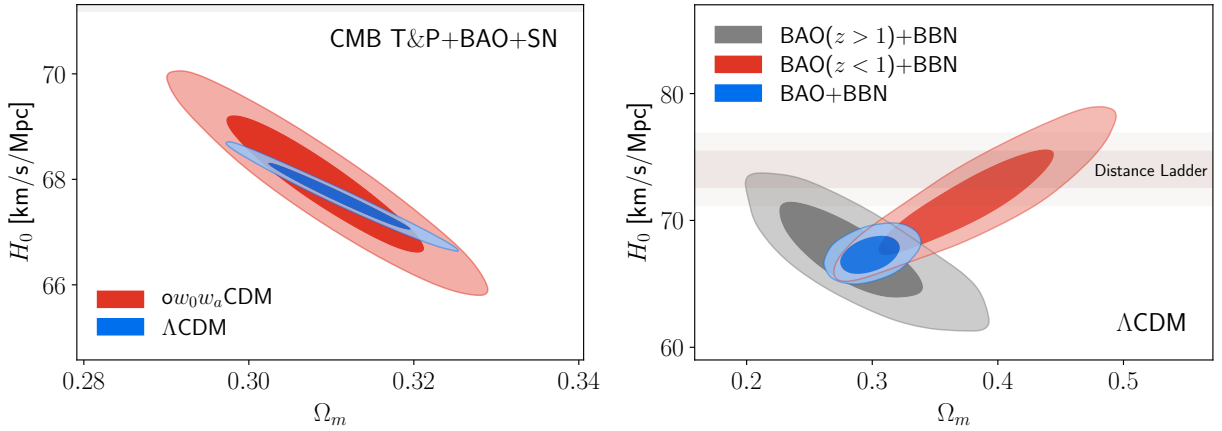 CMB T&P+BAO+SN
70
68
66
H₀ [km/s/Mpc]
ow₀wₐCDM
ΛCDM
0.28
0.30
0.32
0.34
Ωₘ
BAO(z > 1)+BBN
BAO(z < 1)+BBN
BAO+BBN
80
70
60
H₀ [km/s/Mpc]
Distance Ladder
ΛCDM
0.2
0.3
0.4
0.5
Ωₘ